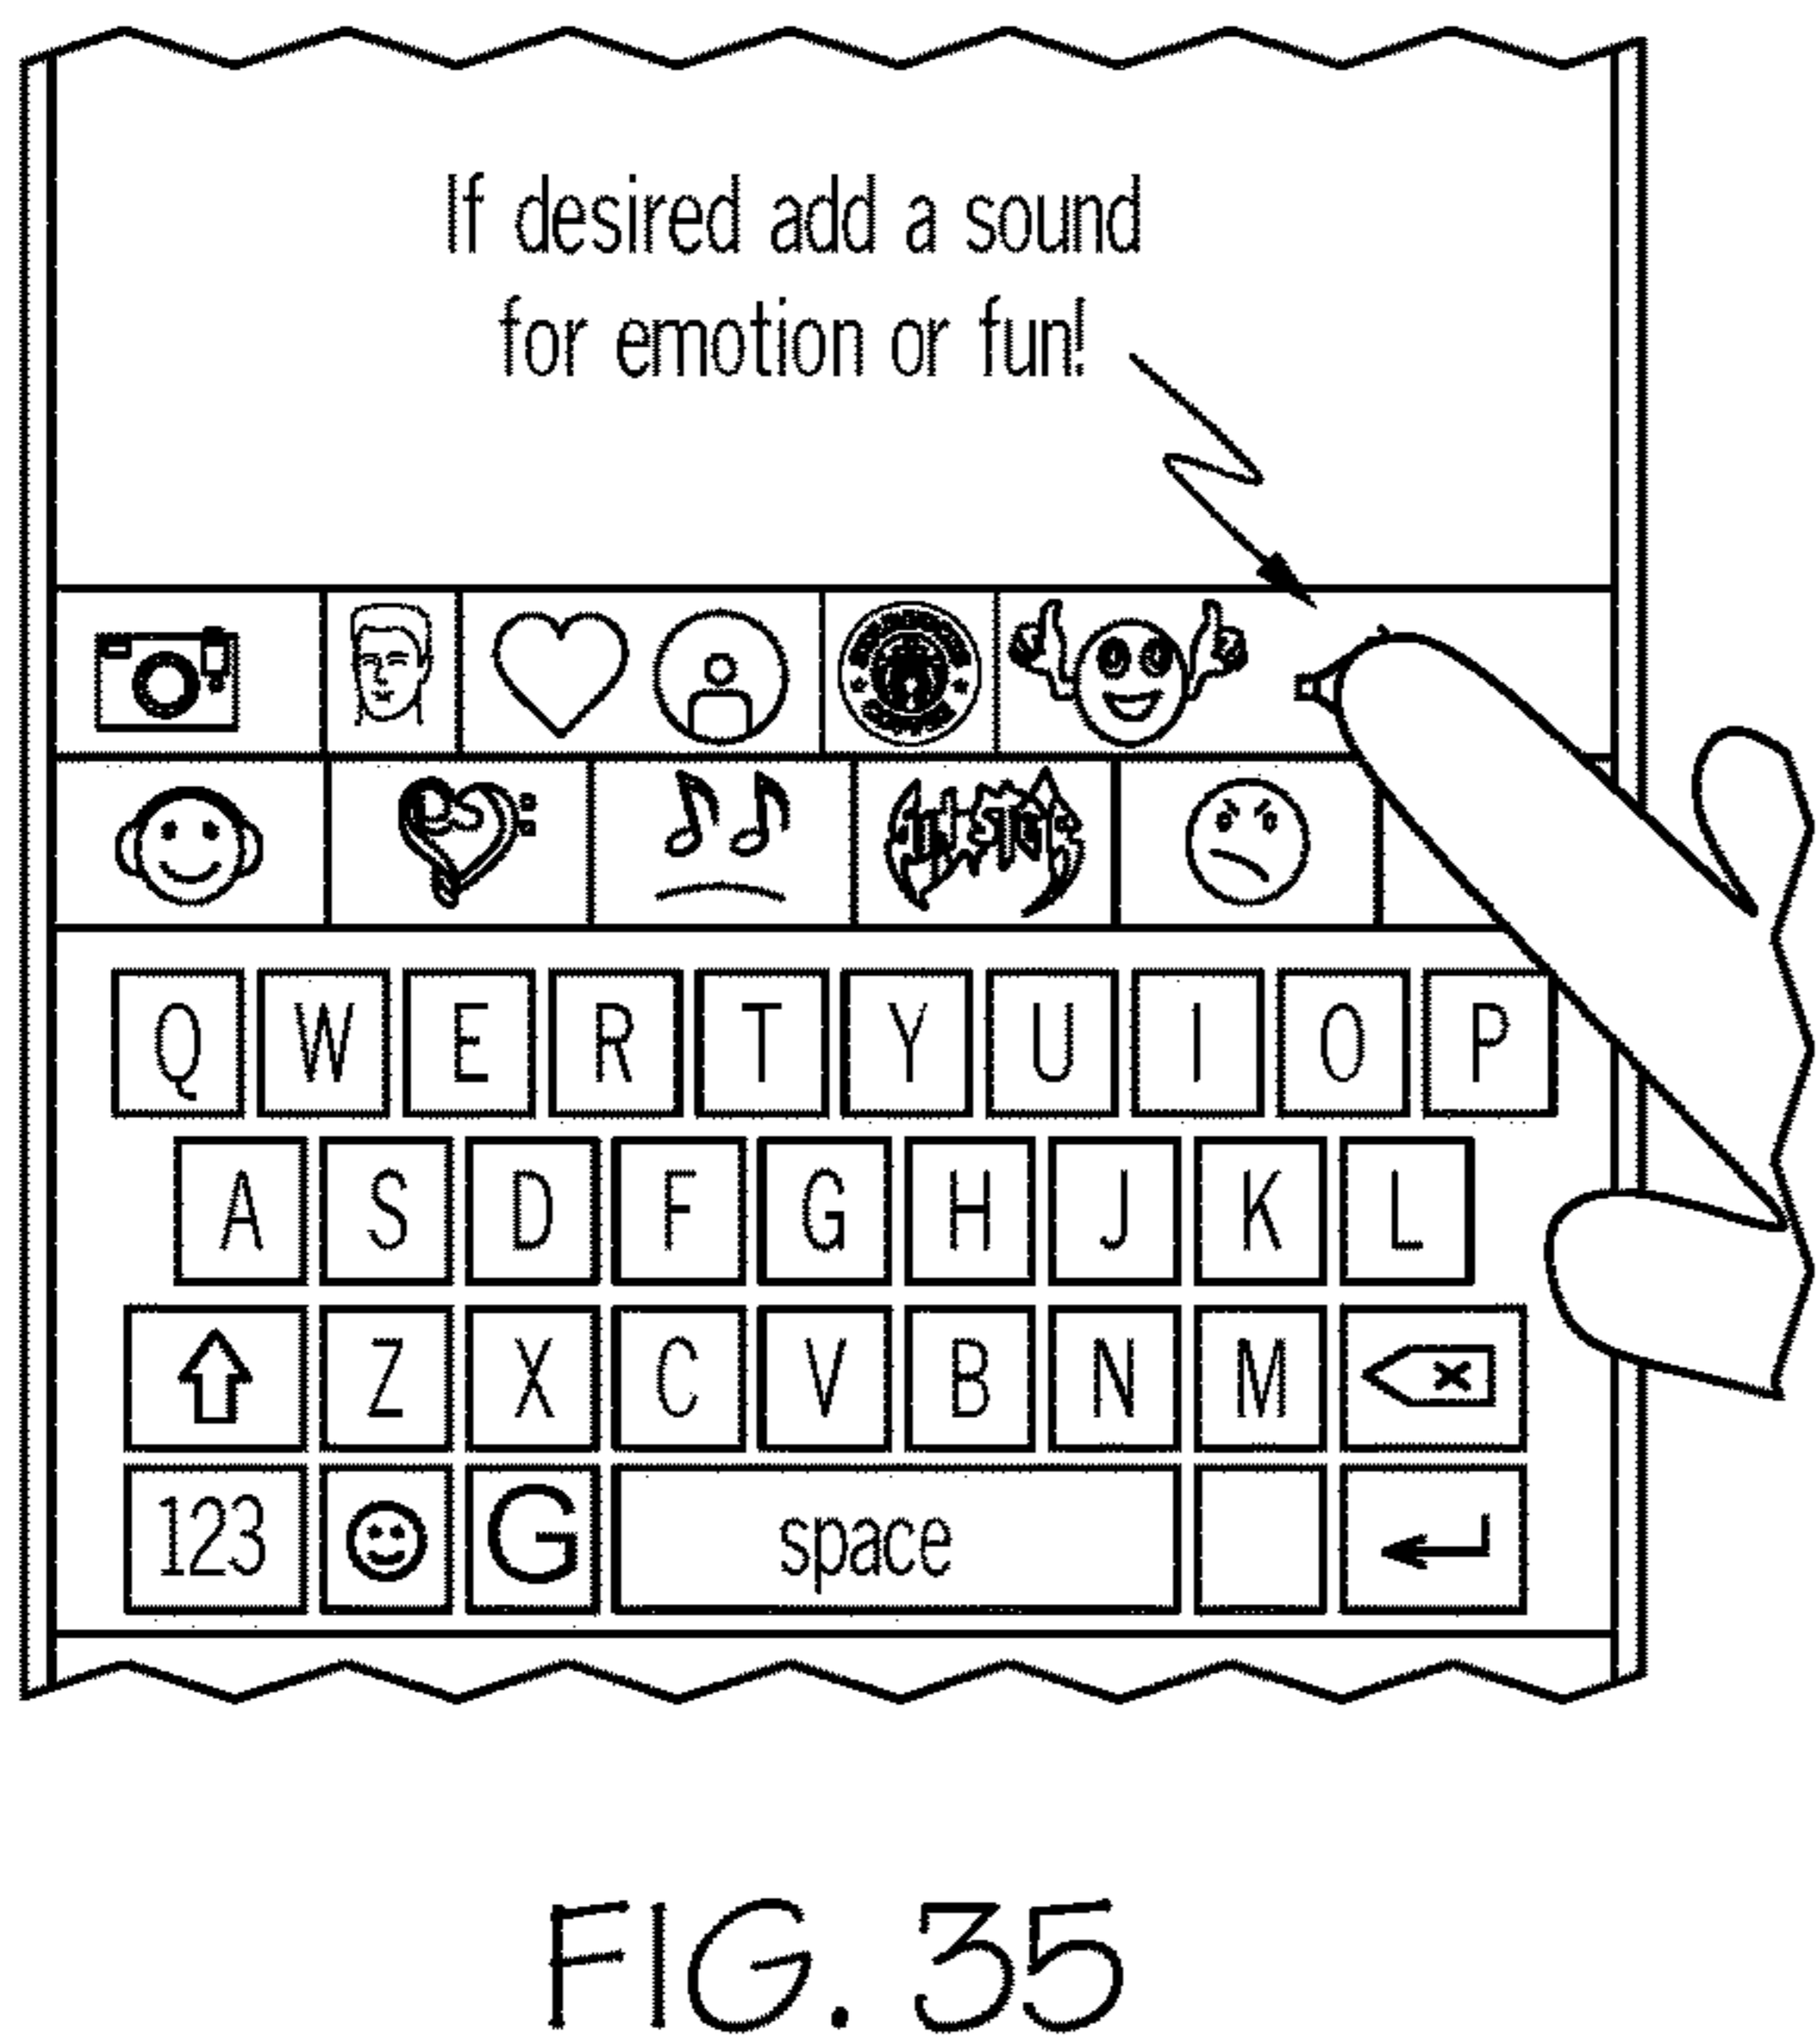 If desired add a sound
for emotion or fun!
Q W E R T Y U I O P
A S D F G H J K L
Z X C V B N M
123 G space
FIG. 35